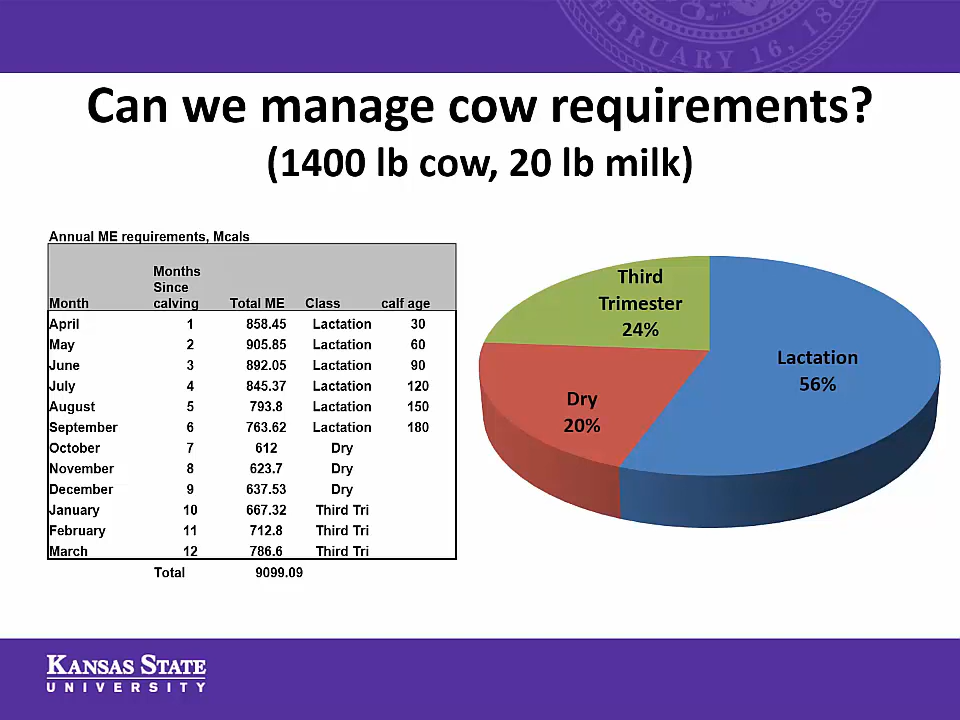 FEBRUARY 16, 186
Can we manage cow requirements?
(1400 lb cow, 20 lb milk)
Annual ME requirements, Mcals
Month Months Since calving Total ME Class calf age
April 1 858.45 Lactation 30
May 2 905.85 Lactation 60
June 3 892.05 Lactation 90
July 4 845.37 Lactation 120
August 5 793.8 Lactation 150
September 6 763.62 Lactation 180
October 7 612 Dry
November 8 623.7 Dry
December 9 637.53 Dry
January 10 667.32 Third Tri
February 11 712.8 Third Tri
March 12 786.6 Third Tri
Total 9099.09
Third
Trimester
24%
Lactation
56%
Dry
20%
KANSAS STATE
UNIVERSITY